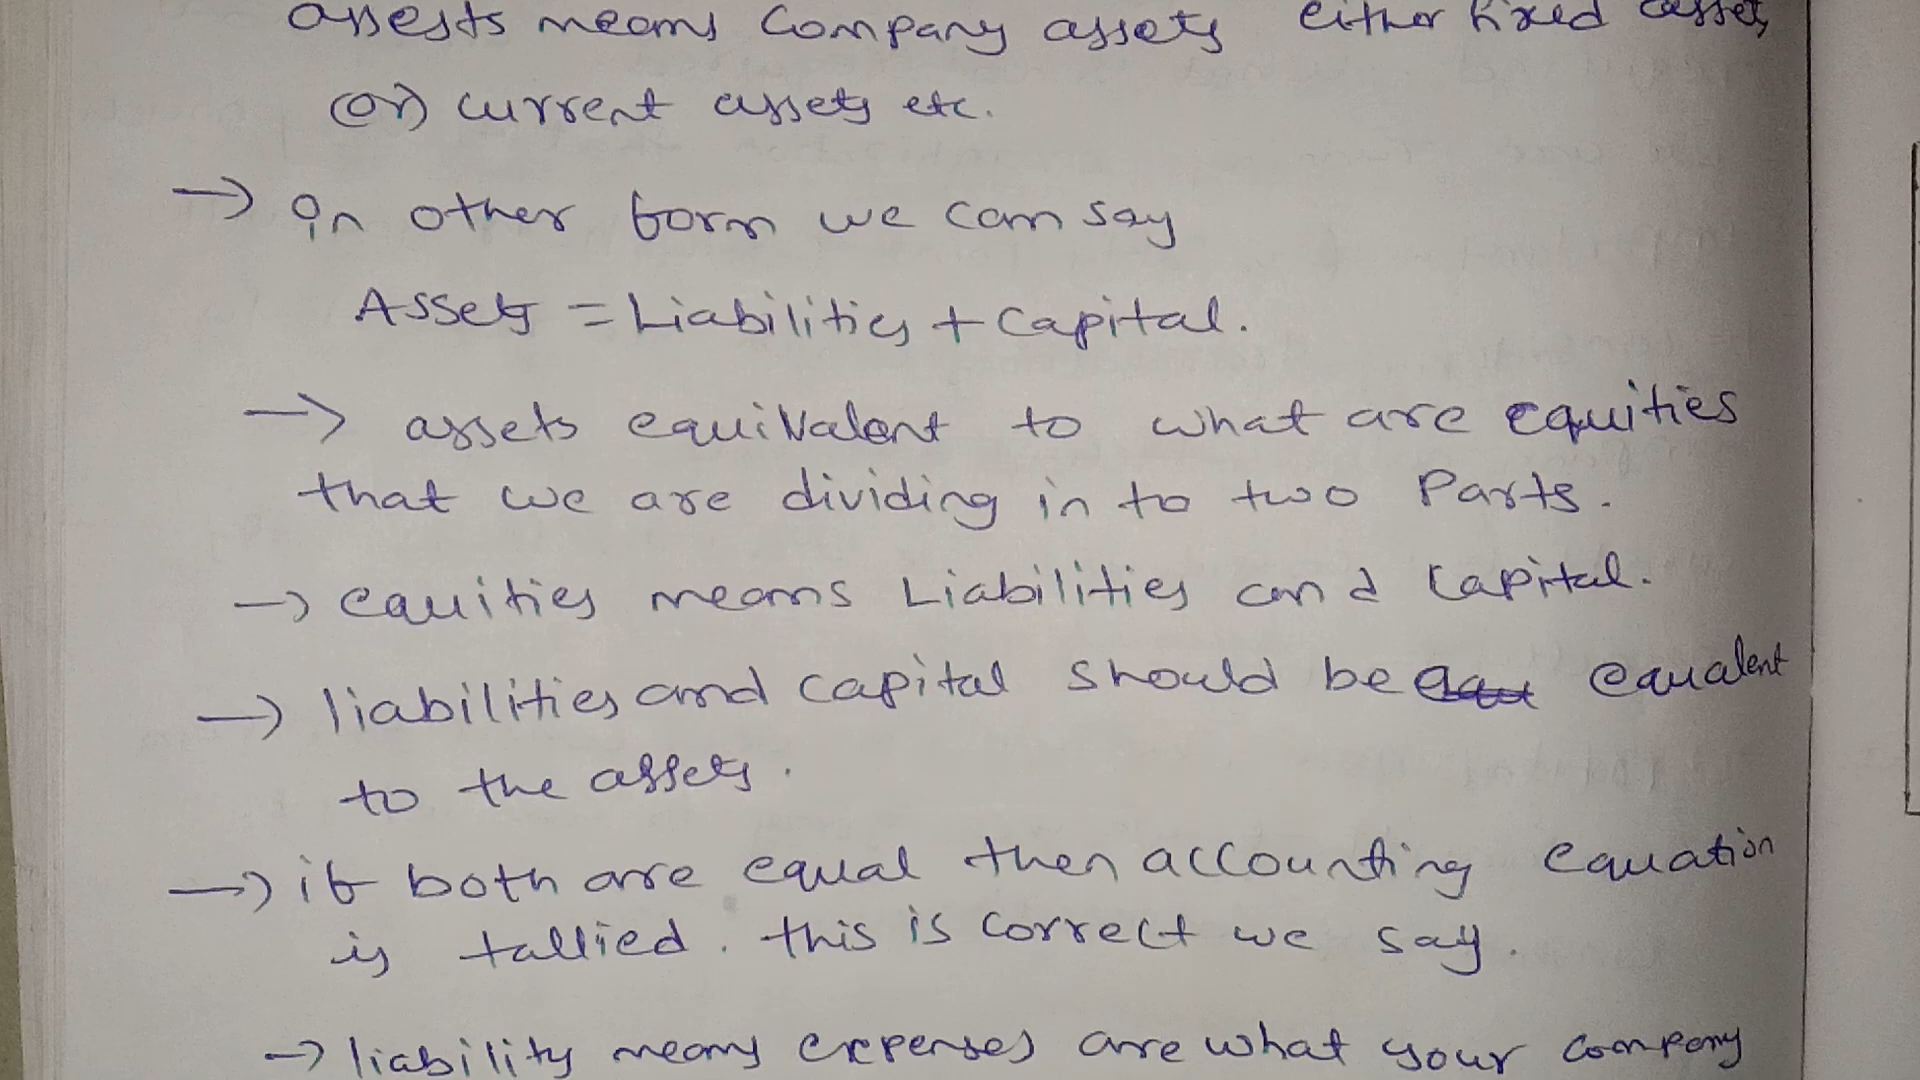 assests means Company assets either fixed assets
(or) current assets etc.
→ In other form we can say
Assets = Liabilities + Capital.
→ assets equivalent to what are equities
that we are dividing in to two Parts.
→ equities means Liabilities and Capital.
→ liabilities and capital should be equalent
to the assets.
→ if both are equal then accounting equation
is tallied. this is correct we say.
→ liability means expenses are what your company